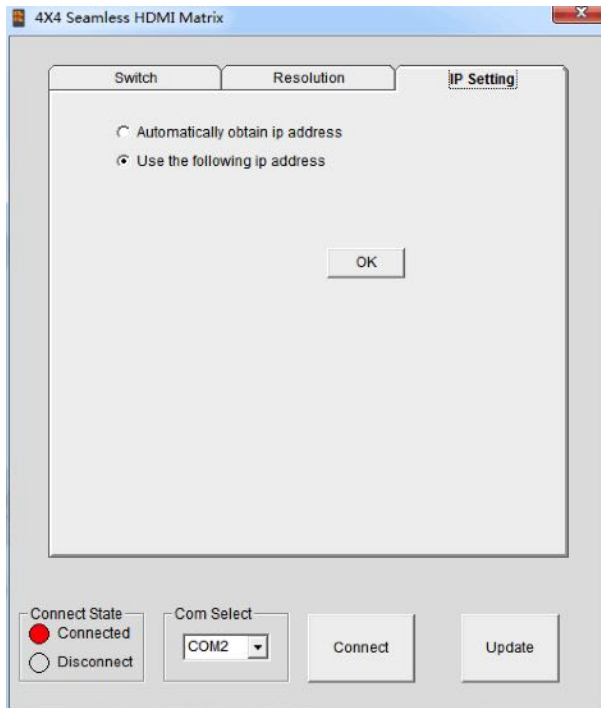 4X4 Seamless HDMI Matrix
Switch
Resolution
IP Setting
Automatically obtain ip address
Use the following ip address
OK
Connect State
Connected
Disconnect
Com Select
COM2
Connect
Update